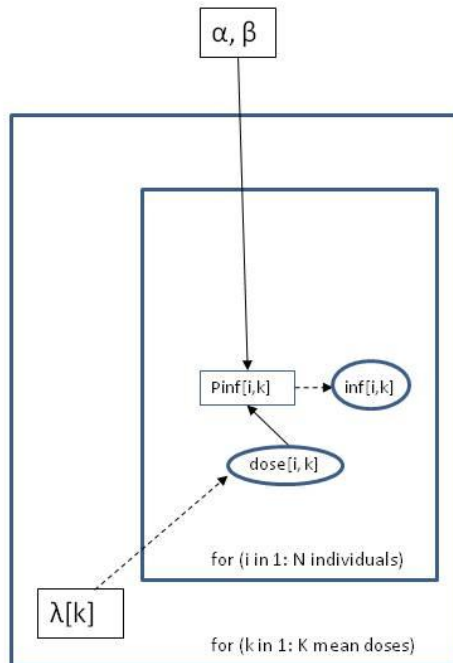 α, β
Pinf[i,k]
inf[i,k]
dose[i, k]
for (i in 1: N individuals)
λ[k]
for (k in 1: K mean doses)